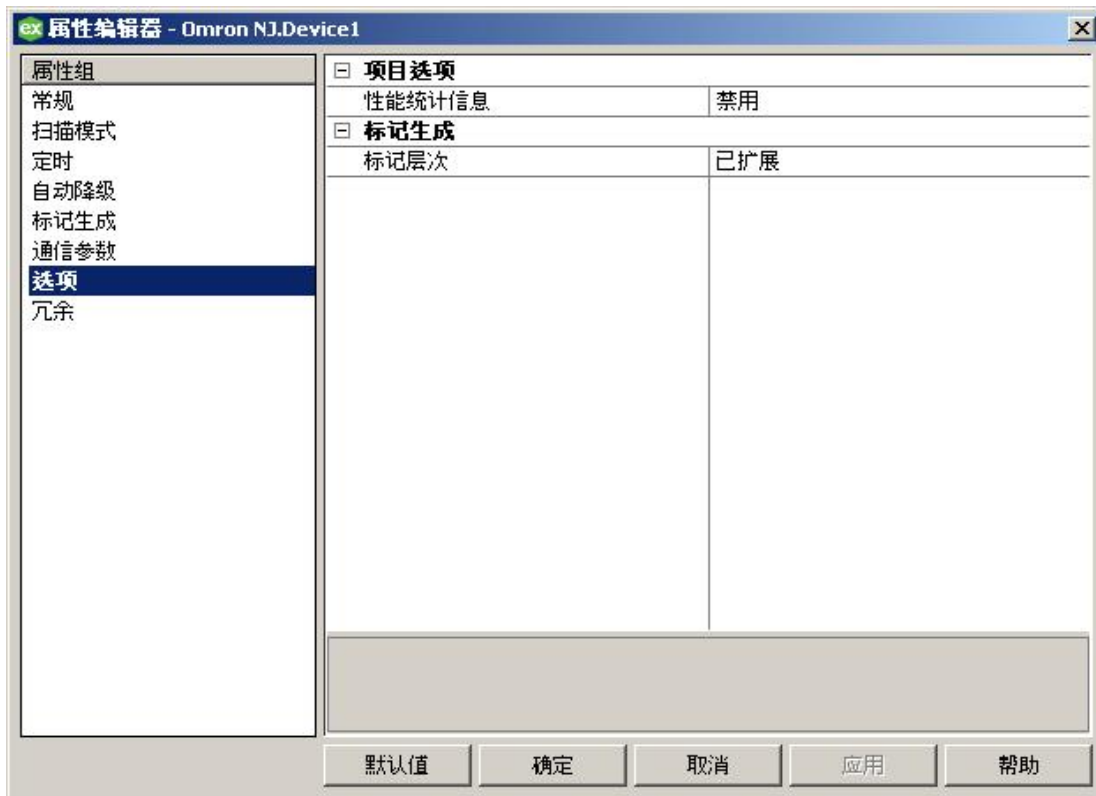 ex 属性编辑器 - Omron NJ.Device1
属性组
常规
扫描模式
定时
自动降级
标记生成
通信参数
选项
冗余
项目选项
性能统计信息 禁用
标记生成
标记层次 已扩展
默认值 确定 取消 应用 帮助